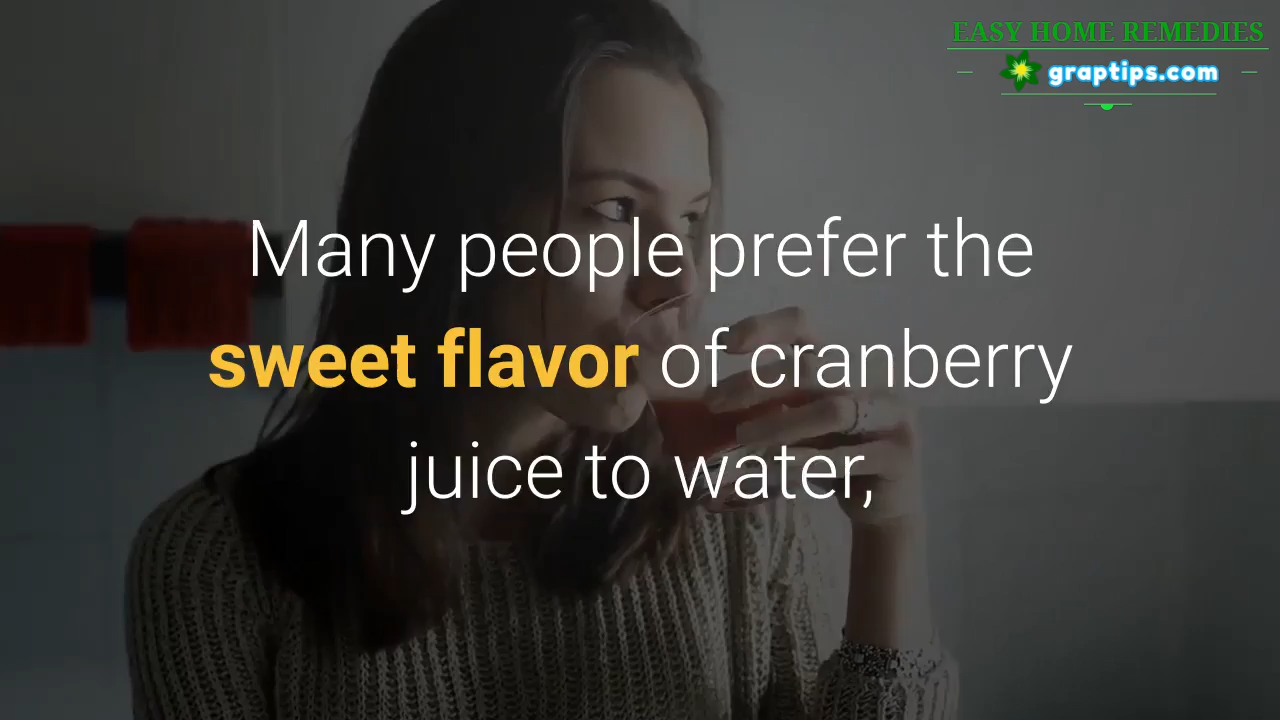 EASY HOME REMEDIES
graptips.com
Many people prefer the
sweet flavor of cranberry
juice to water,